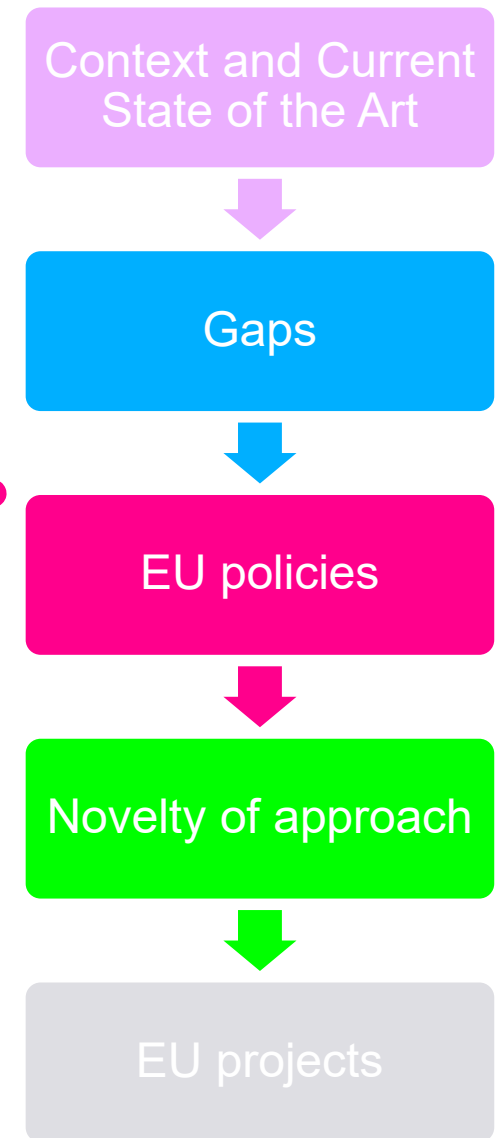 Context and Current
State of the Art
Gaps
EU policies
Novelty of approach
EU projects